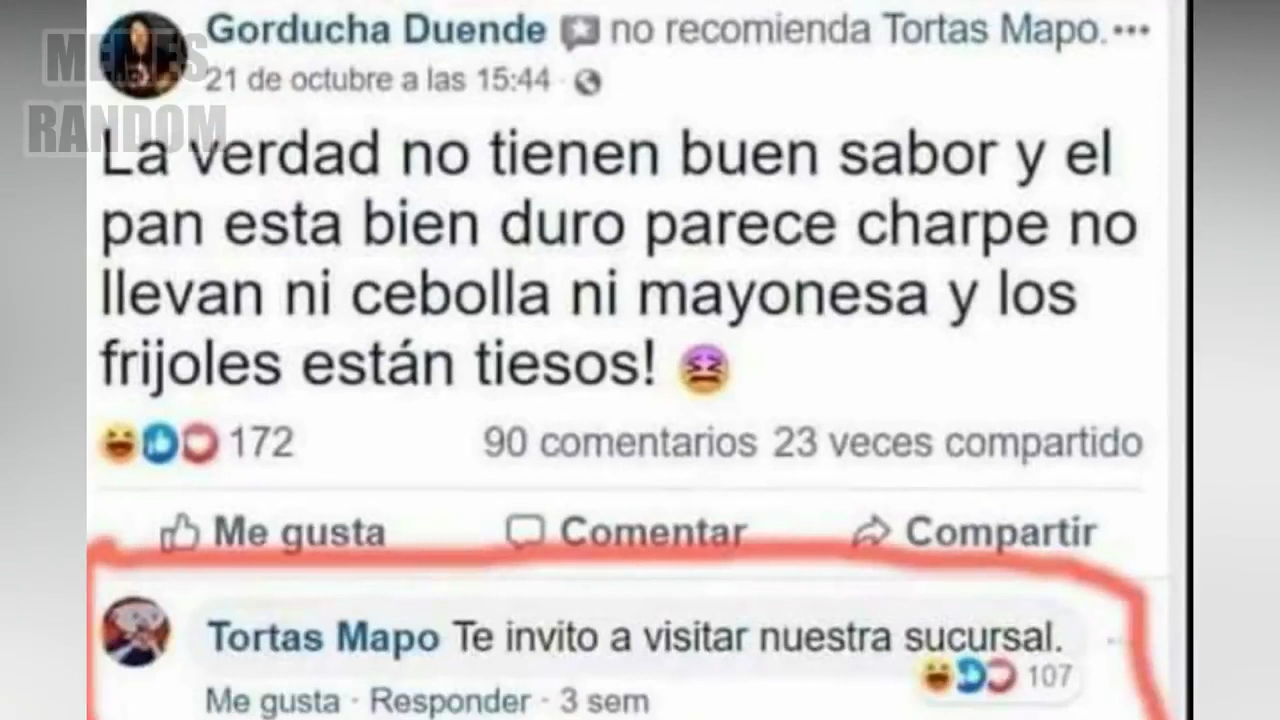 MEMES
RANDOM
Gorducha Duende no recomienda Tortas Mapo.
21 de octubre a las 15:44
La verdad no tienen buen sabor y el
pan esta bien duro parece charpe no
llevan ni cebolla ni mayonesa y los
frijoles están tiesos!
172 90 comentarios 23 veces compartido
Me gusta Comentar Compartir
Tortas Mapo Te invito a visitar nuestra sucursal.
107
Me gusta · Responder · 3 sem